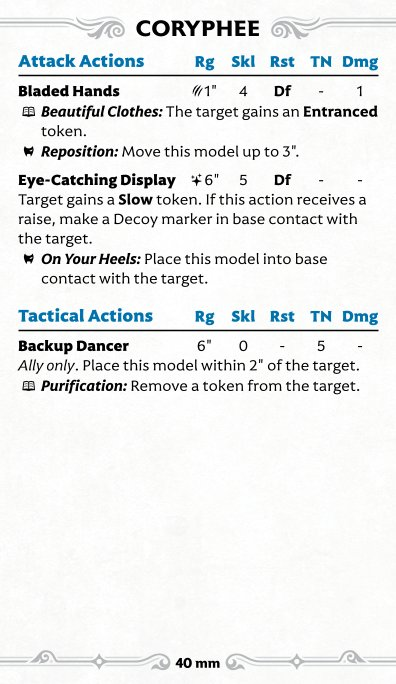 CORYPHEE
Attack Actions Rg Skl Rst TN Dmg
Bladed Hands 1" 4 Df - 1
Beautiful Clothes: The target gains an Entranced
token.
Reposition: Move this model up to 3".
Eye-Catching Display 6" 5 Df - -
Target gains a Slow token. If this action receives a
raise, make a Decoy marker in base contact with
the target.
On Your Heels: Place this model into base
contact with the target.
Tactical Actions Rg Skl Rst TN Dmg
Backup Dancer 6" 0 - 5 -
Ally only. Place this model within 2" of the target.
Purification: Remove a token from the target.
40 mm